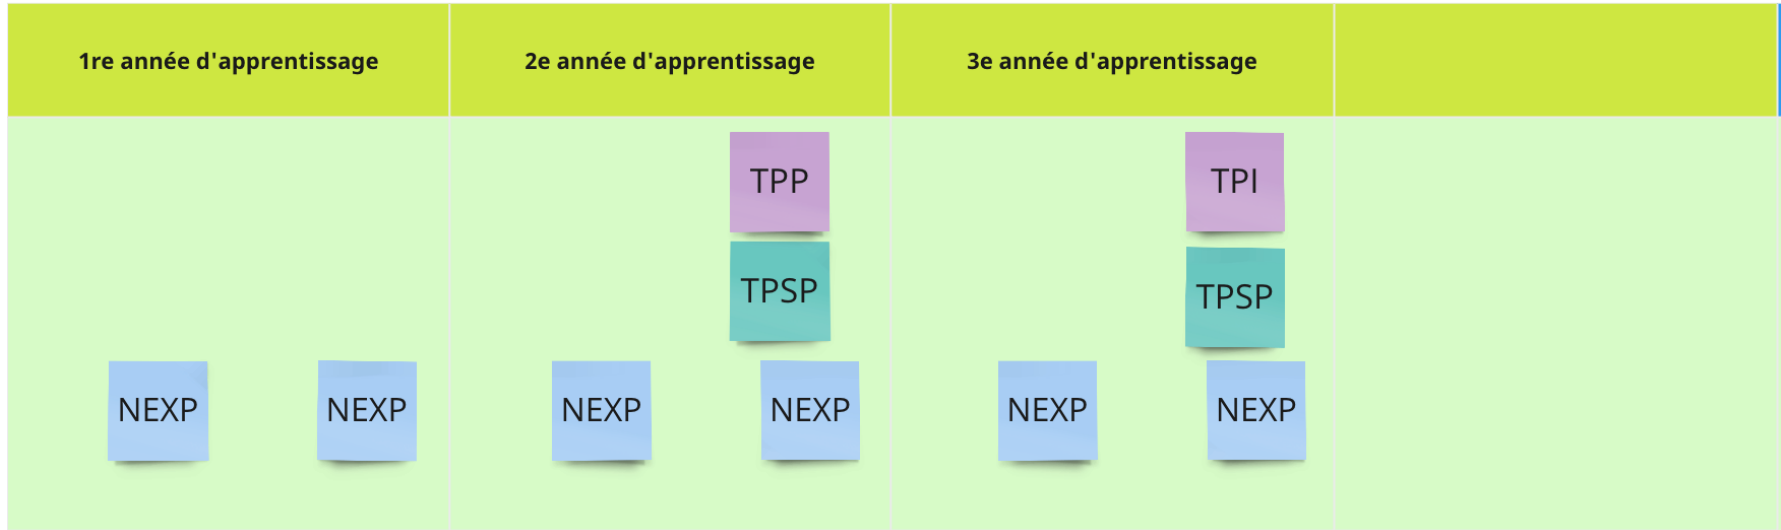 1re année d'apprentissage
2e année d'apprentissage
3e année d'apprentissage
TPP
TPI
TPSP
TPSP
NEXP
NEXP
NEXP
NEXP
NEXP
NEXP